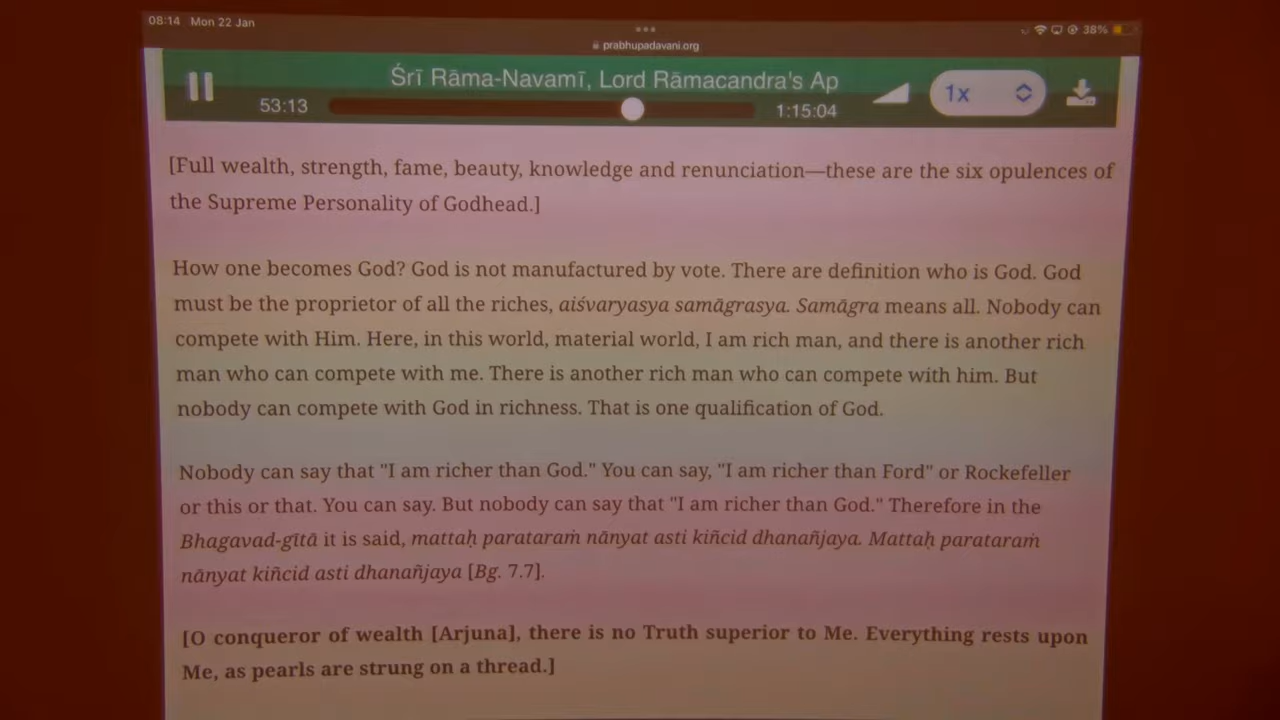 08:14 Mon 22 Jan
38%
prabhupadavani.org
Śrī Rāma-Navamī, Lord Rāmacandra's Ap
53:13
1:15:04
1x
[Full wealth, strength, fame, beauty, knowledge and renunciation—these are the six opulences of
the Supreme Personality of Godhead.]
How one becomes God? God is not manufactured by vote. There are definition who is God. God
must be the proprietor of all the riches, aiśvaryasya samāgrasya. Samāgra means all. Nobody can
compete with Him. Here, in this world, material world, I am rich man, and there is another rich
man who can compete with me. There is another rich man who can compete with him. But
nobody can compete with God in richness. That is one qualification of God.
Nobody can say that "I am richer than God." You can say, "I am richer than Ford" or Rockefeller
or this or that. You can say. But nobody can say that "I am richer than God." Therefore in the
Bhagavad-gītā it is said, mattaḥ parataraṁ nānyat asti kiñcid dhanañjaya. Mattaḥ parataraṁ
nānyat kiñcid asti dhanañjaya [Bg. 7.7].
[O conqueror of wealth [Arjuna], there is no Truth superior to Me. Everything rests upon
Me, as pearls are strung on a thread.]